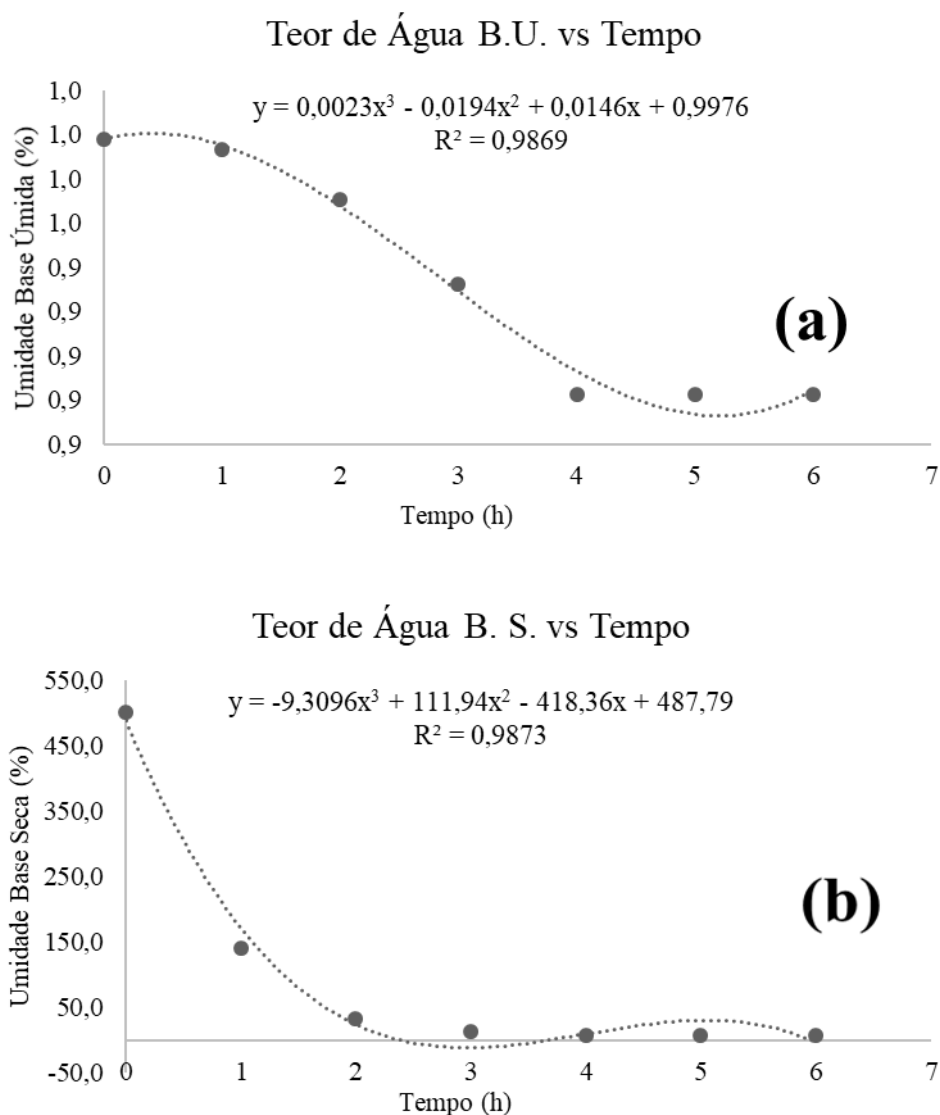 Teor de Água B.U. vs Tempo
y = 0,0023x³ - 0,0194x² + 0,0146x + 0,9976
R² = 0,9869
Umidade Base Úmida (%)
1,0
1,0
1,0
1,0
0,9
0,9
0,9
0,9
0,9
(a)
0 1 2 3 4 5 6 7
Tempo (h)
Teor de Água B. S. vs Tempo
y = -9,3096x³ + 111,94x² - 418,36x + 487,79
R² = 0,9873
Umidade Base Seca (%)
550,0
450,0
350,0
250,0
150,0
50,0
-50,0
(b)
0 1 2 3 4 5 6 7
Tempo (h)